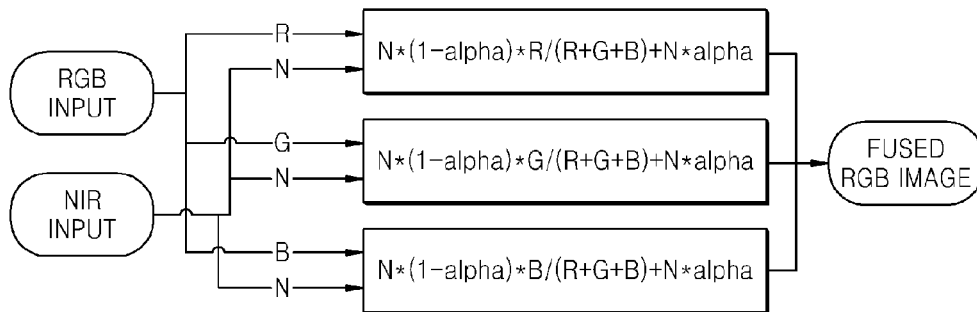 RGB
INPUT
NIR
INPUT
R
N
G
N
B
N
N*(1-alpha)*R/(R+G+B)+N*alpha
N*(1-alpha)*G/(R+G+B)+N*alpha
N*(1-alpha)*B/(R+G+B)+N*alpha
FUSED
RGB IMAGE